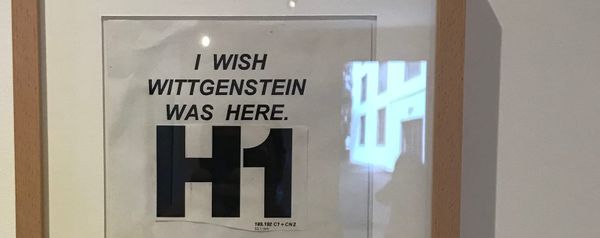 I WISH
WITTGENSTEIN
WAS HERE.
H1